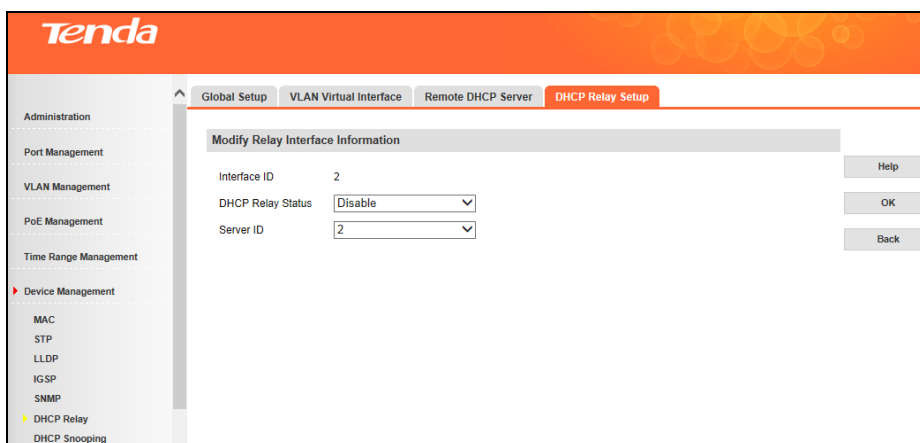 Tenda
Global Setup VLAN Virtual Interface Remote DHCP Server DHCP Relay Setup
Administration
Port Management
VLAN Management
PoE Management
Time Range Management
Device Management
MAC
STP
LLDP
IGSP
SNMP
DHCP Relay
DHCP Snooping
Modify Relay Interface Information
Interface ID 2
DHCP Relay Status Disable
Server ID 2
Help
OK
Back